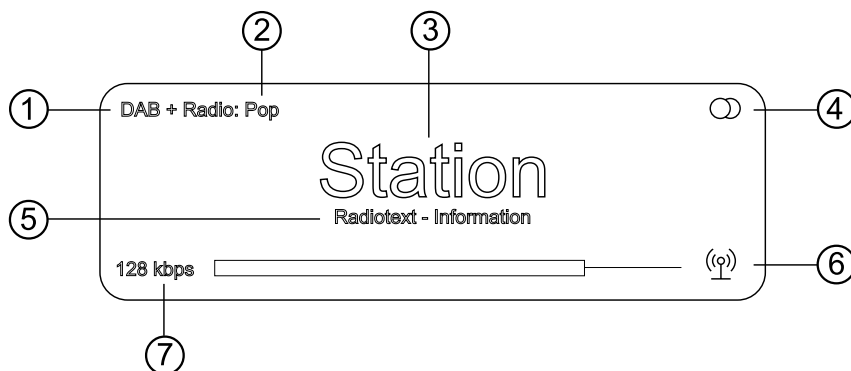 2 3
1 DAB + Radio: Pop 4
Station
5 Radiotext - Information
128 kbps 6
7